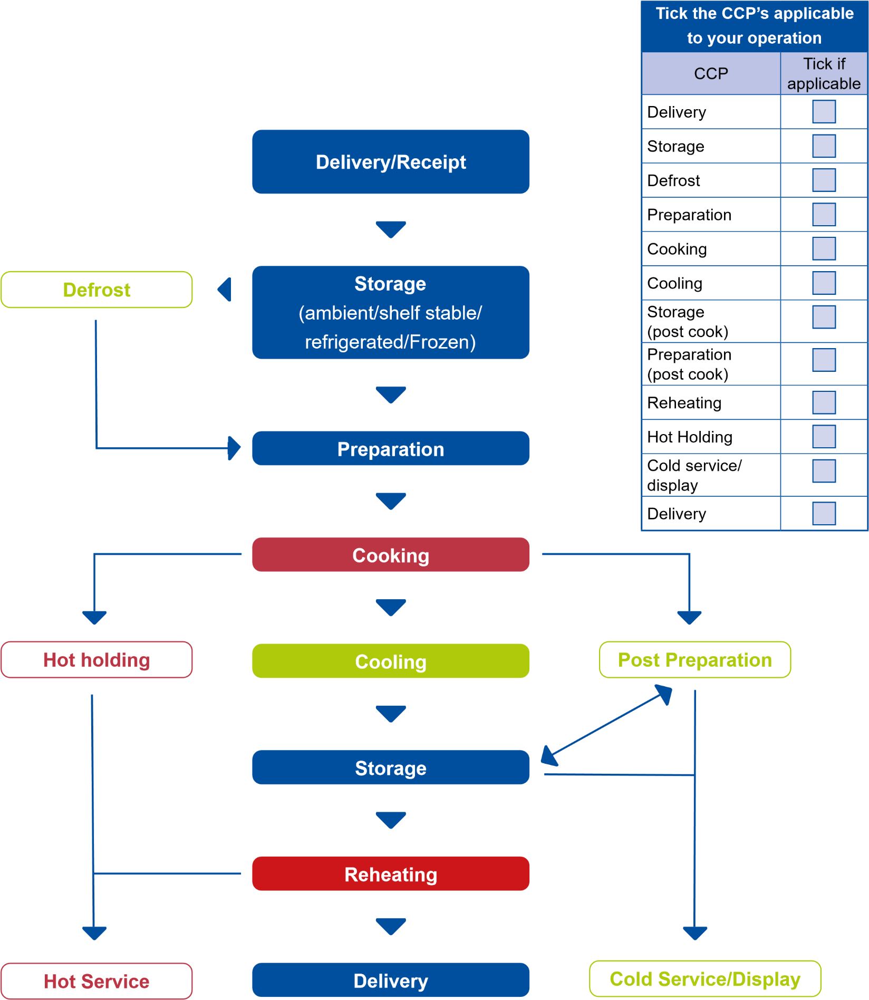 Tick the CCP’s applicable
to your operation
CCP
Tick if
applicable
Delivery
Storage
Defrost
Preparation
Cooking
Cooling
Storage
(post cook)
Preparation
(post cook)
Reheating
Hot Holding
Cold service/
display
Delivery
Delivery/Receipt
Defrost
Storage
(ambient/shelf stable/
refrigerated/Frozen)
Preparation
Cooking
Hot holding
Cooling
Post Preparation
Storage
Reheating
Hot Service
Delivery
Cold Service/Display